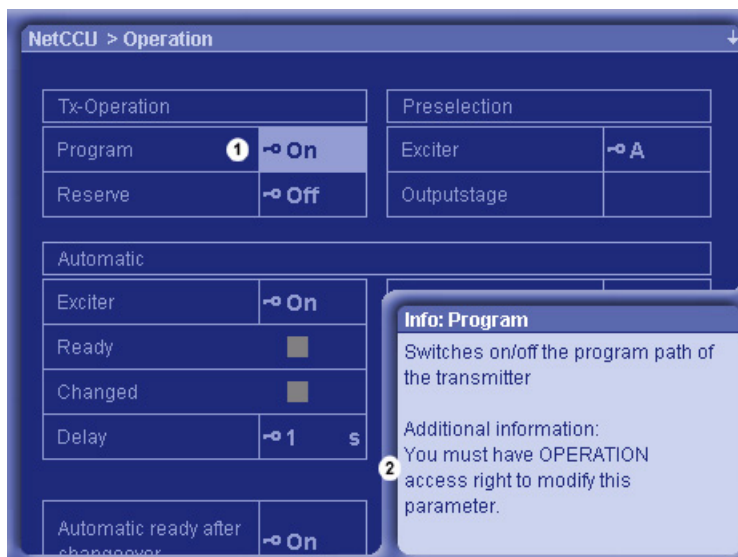 NetCCU > Operation
Tx-Operation
Preselection
Program
1
On
Exciter
A
Reserve
Off
Outputstage
Automatic
Exciter
On
Ready
Changed
Delay
1 s
Automatic ready after
changeover
On
Info: Program
Switches on/off the program path of
the transmitter
Additional information:
You must have OPERATION
2
access right to modify this
parameter.